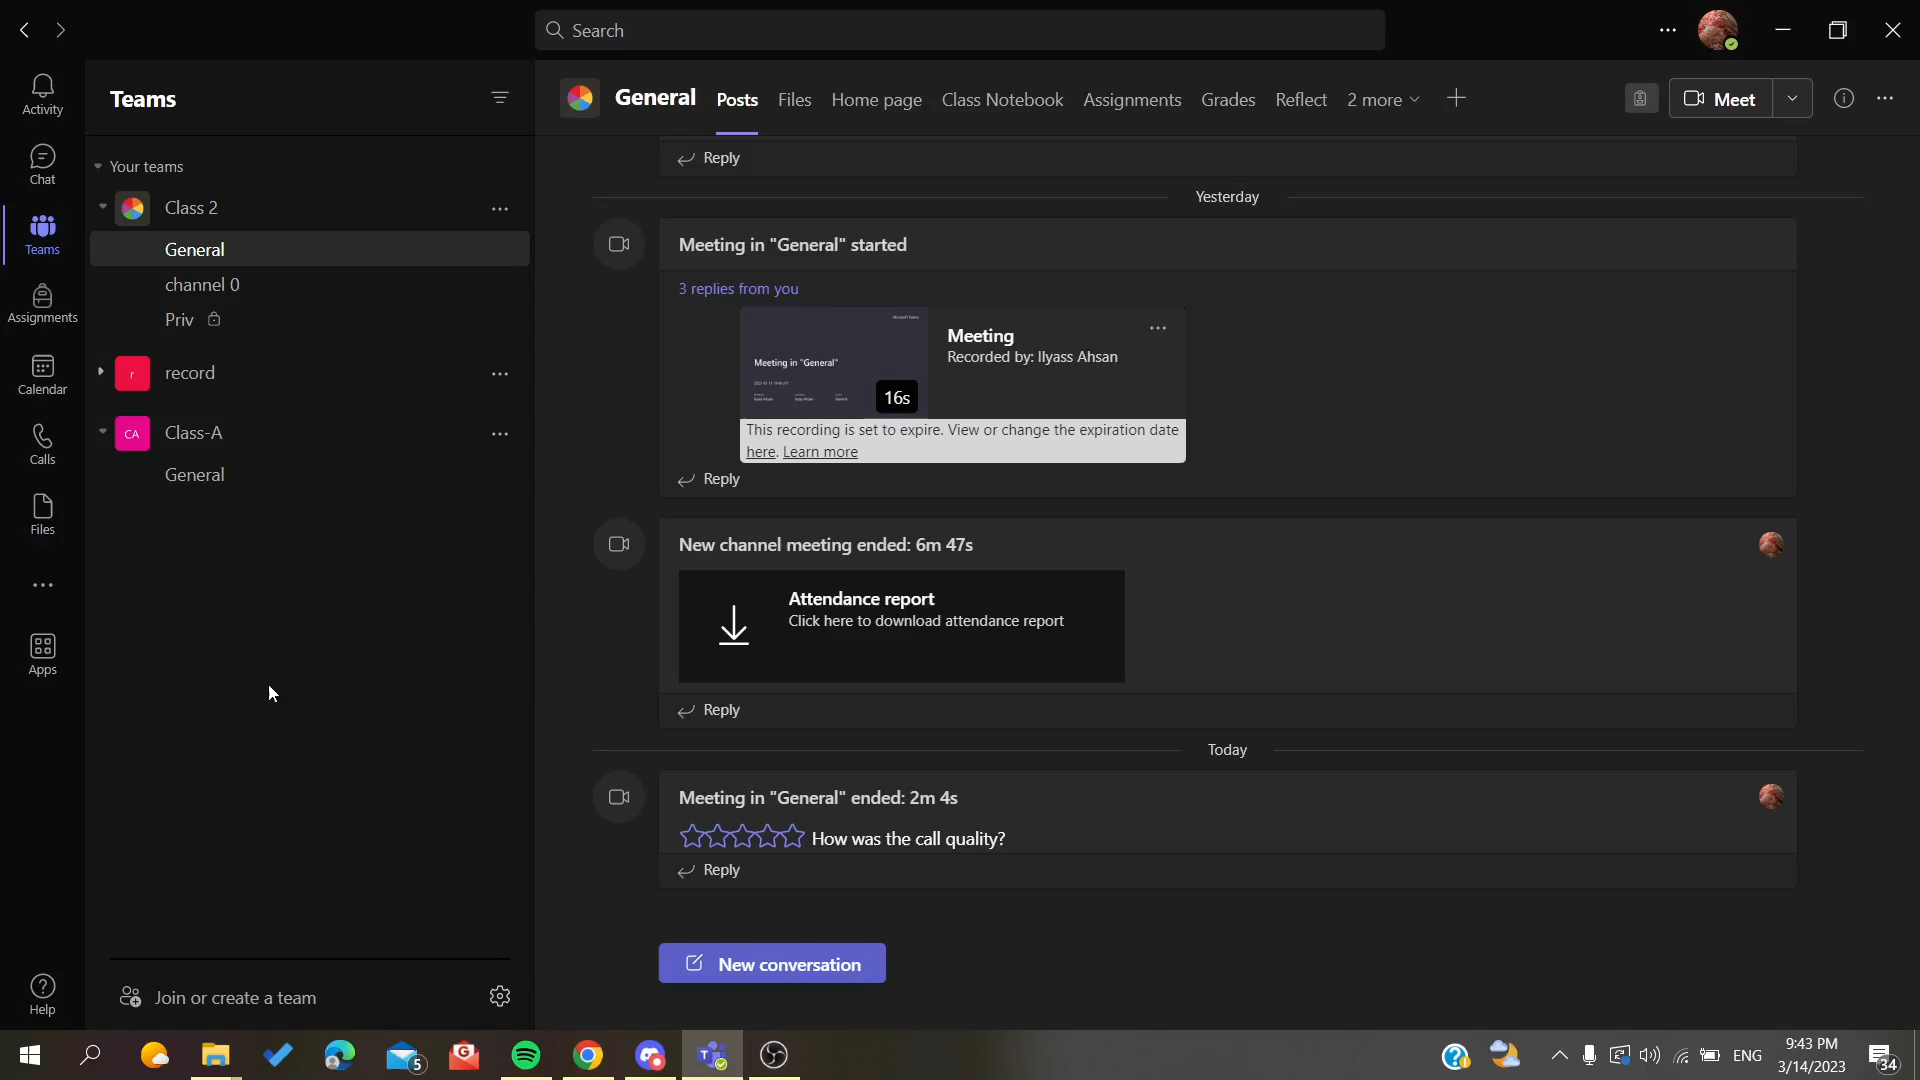 Search
Activity
Chat
Teams
Assignments
Calendar
Calls
Files
Apps
Help
Teams
Your teams
Class 2
General
channel 0
Priv
r
record
CA
Class-A
General
Join or create a team
General
Posts
Files
Home page
Class Notebook
Assignments
Grades
Reflect
2 more
Meet
Reply
Yesterday
Meeting in "General" started
3 replies from you
Microsoft Teams
Meeting in "General"
16s
Meeting
Recorded by: Ilyass Ahsan
This recording is set to expire. View or change the expiration date
here. Learn more
Reply
New channel meeting ended: 6m 47s
Attendance report
Click here to download attendance report
Reply
Today
Meeting in "General" ended: 2m 4s
How was the call quality?
Reply
New conversation
5
ENG
9:43 PM
3/14/2023
34